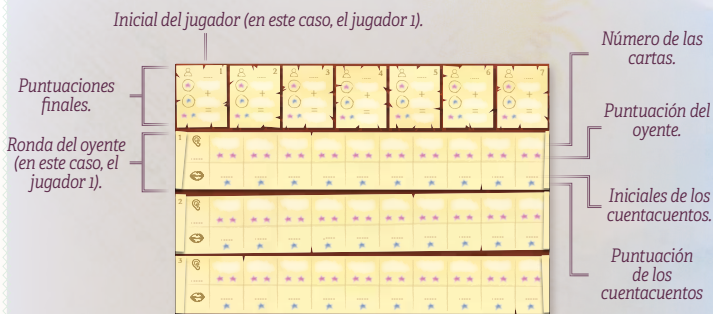 Inicial del jugador (en este caso, el jugador 1).
Puntuaciones
finales.
Ronda del oyente
(en este caso, el
jugador 1).
1 2 3 4 5 6 7
1
2
3
Número de las
cartas.
Puntuación del
oyente.
Iniciales de los
cuentacuentos.
Puntuación
de los
cuentacuentos